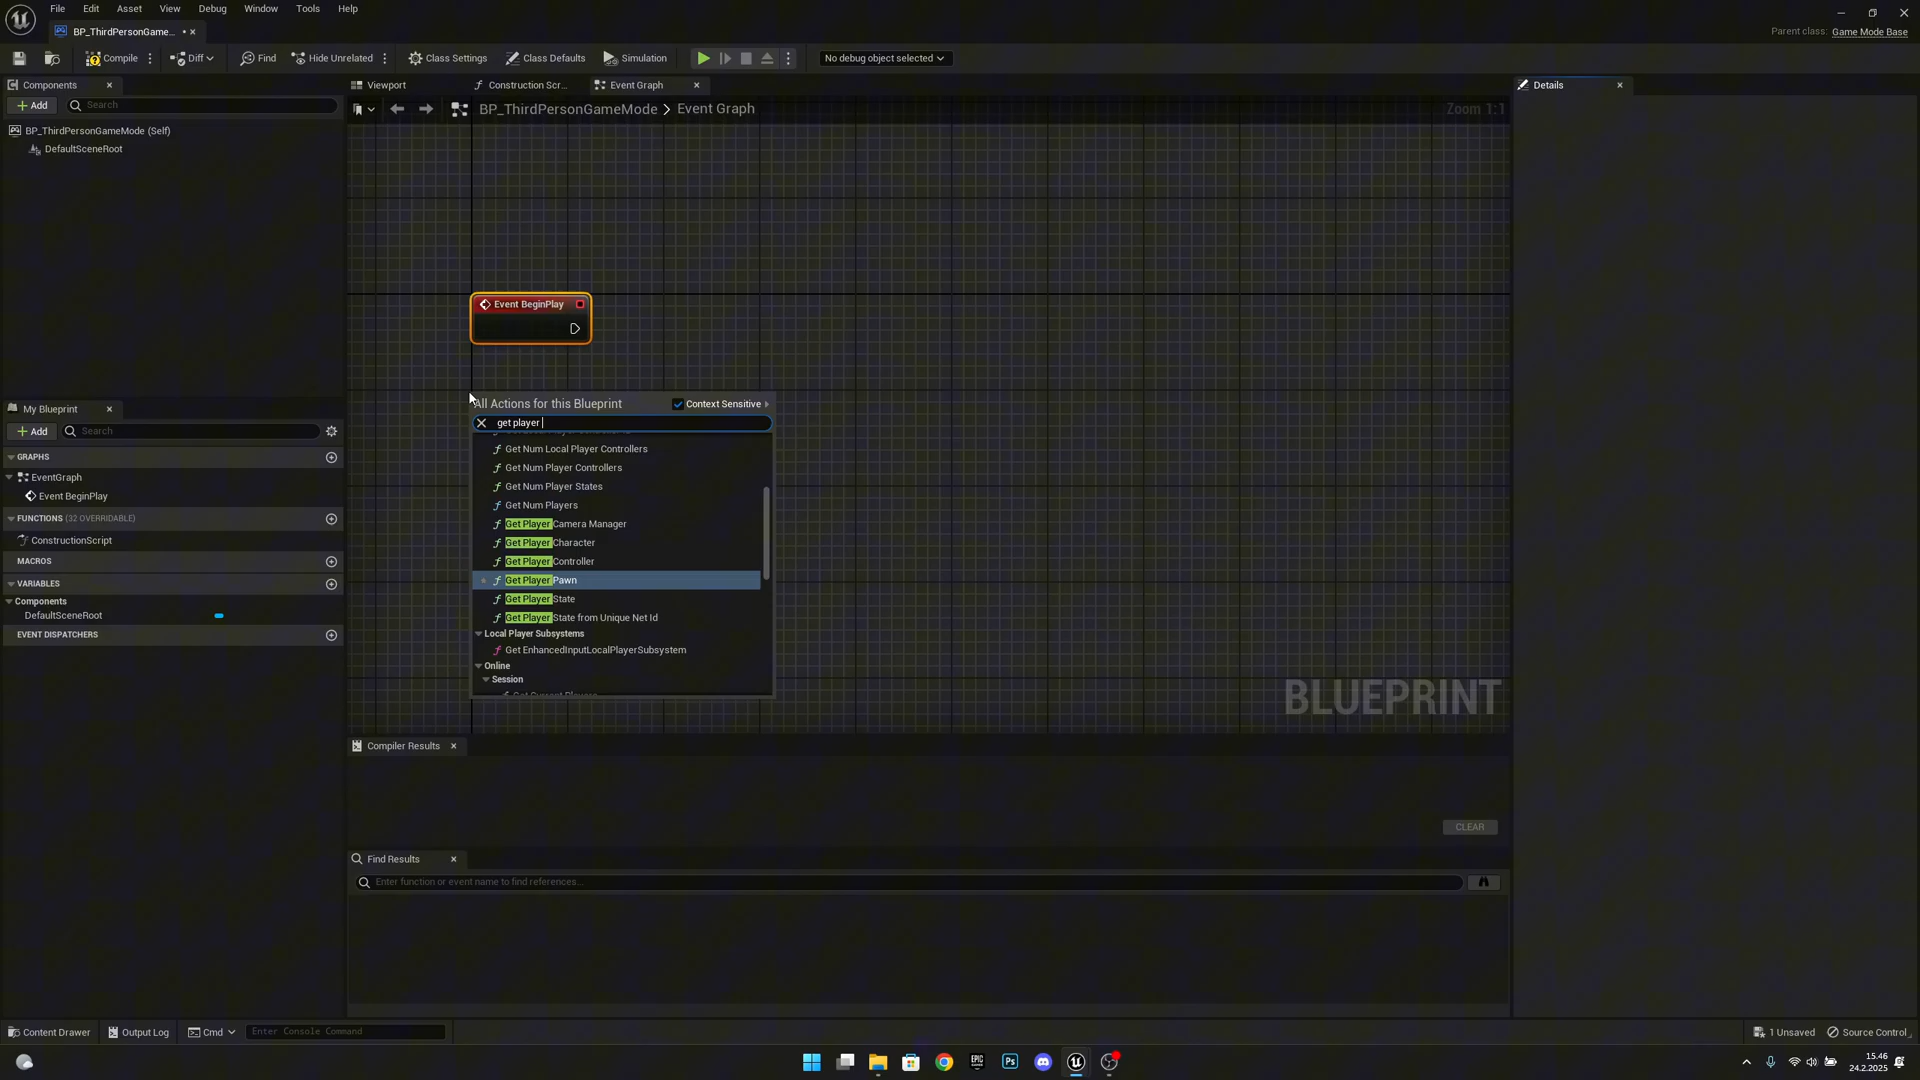 File Edit Asset View Debug Window Tools Help
BP_ThirdPersonGame...
Parent class: Game Mode Base
Compile Diff Find Hide Unrelated Class Settings Class Defaults Simulation No debug object selected
Components Viewport Construction Scr... Event Graph Details
Add Search
BP_ThirdPersonGameMode > Event Graph Zoom 1:1
BP_ThirdPersonGameMode (Self)
DefaultSceneRoot
Event BeginPlay
My Blueprint
Add Search
GRAPHS
EventGraph
Event BeginPlay
FUNCTIONS (32 OVERRIDABLE)
ConstructionScript
MACROS
VARIABLES
Components
DefaultSceneRoot
EVENT DISPATCHERS
All Actions for this Blueprint Context Sensitive
get player
Get Num Local Player Controllers
Get Num Player Controllers
Get Num Player States
Get Num Players
Get Player Camera Manager
Get Player Character
Get Player Controller
Get Player Pawn
Get Player State
Get Player State from Unique Net Id
Local Player Subsystems
Get EnhancedInputLocalPlayerSubsystem
Online
Session
Get Current Players
BLUEPRINT
Compiler Results
CLEAR
Find Results
Enter function or event name to find references...
Content Drawer Output Log Cmd Enter Console Command 1 Unsaved Source Control
EPIC GAMES
Ps
15.46
24.2.2025